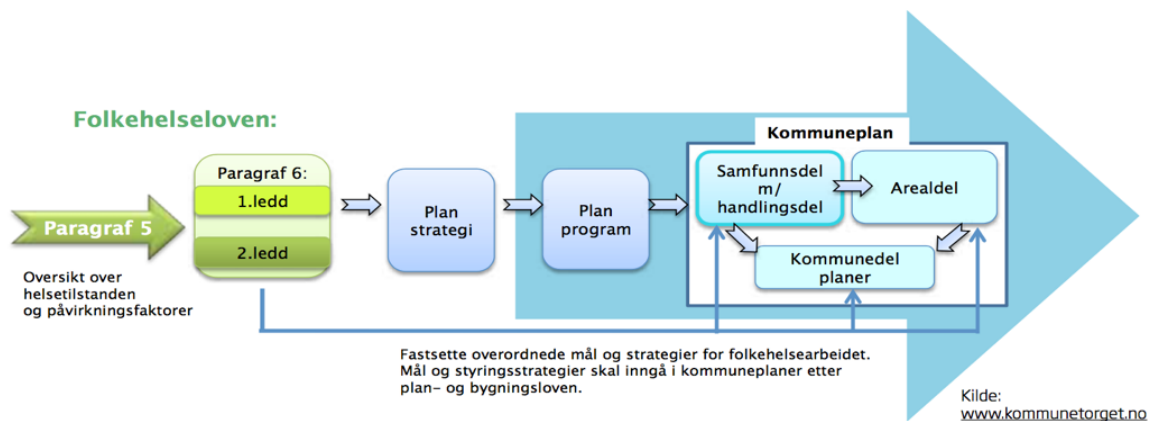 Folkehelseloven:
Kommuneplan
Paragraf 6:
1.ledd
2.ledd
Paragraf 5
Oversikt over
helsetilstanden
og påvirkningsfaktorer
Plan
strategi
Plan
program
Samfunnsdel
m/
handlingsdel
Arealdel
Kommunedel
planer
Fastsette overordnede mål og strategier for folkehelsearbeidet.
Mål og styringsstrategier skal inngå i kommuneplaner etter
plan- og bygningsloven.
Kilde:
www.kommunetorget.no